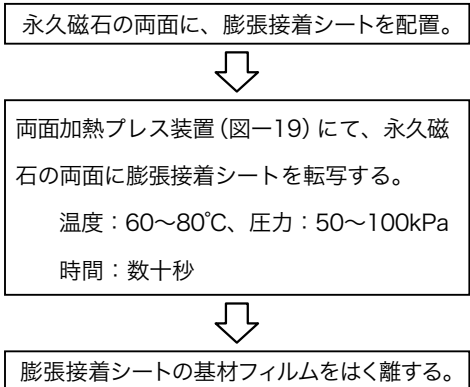 永久磁石の両面に、膨張接着シートを配置。
両面加熱プレス装置(図ー19)にて、永久磁
石の両面に膨張接着シートを転写する。
温度：60〜80℃、圧力：50〜100kPa
時間：数十秒
膨張接着シートの基材フィルムをはく離する。